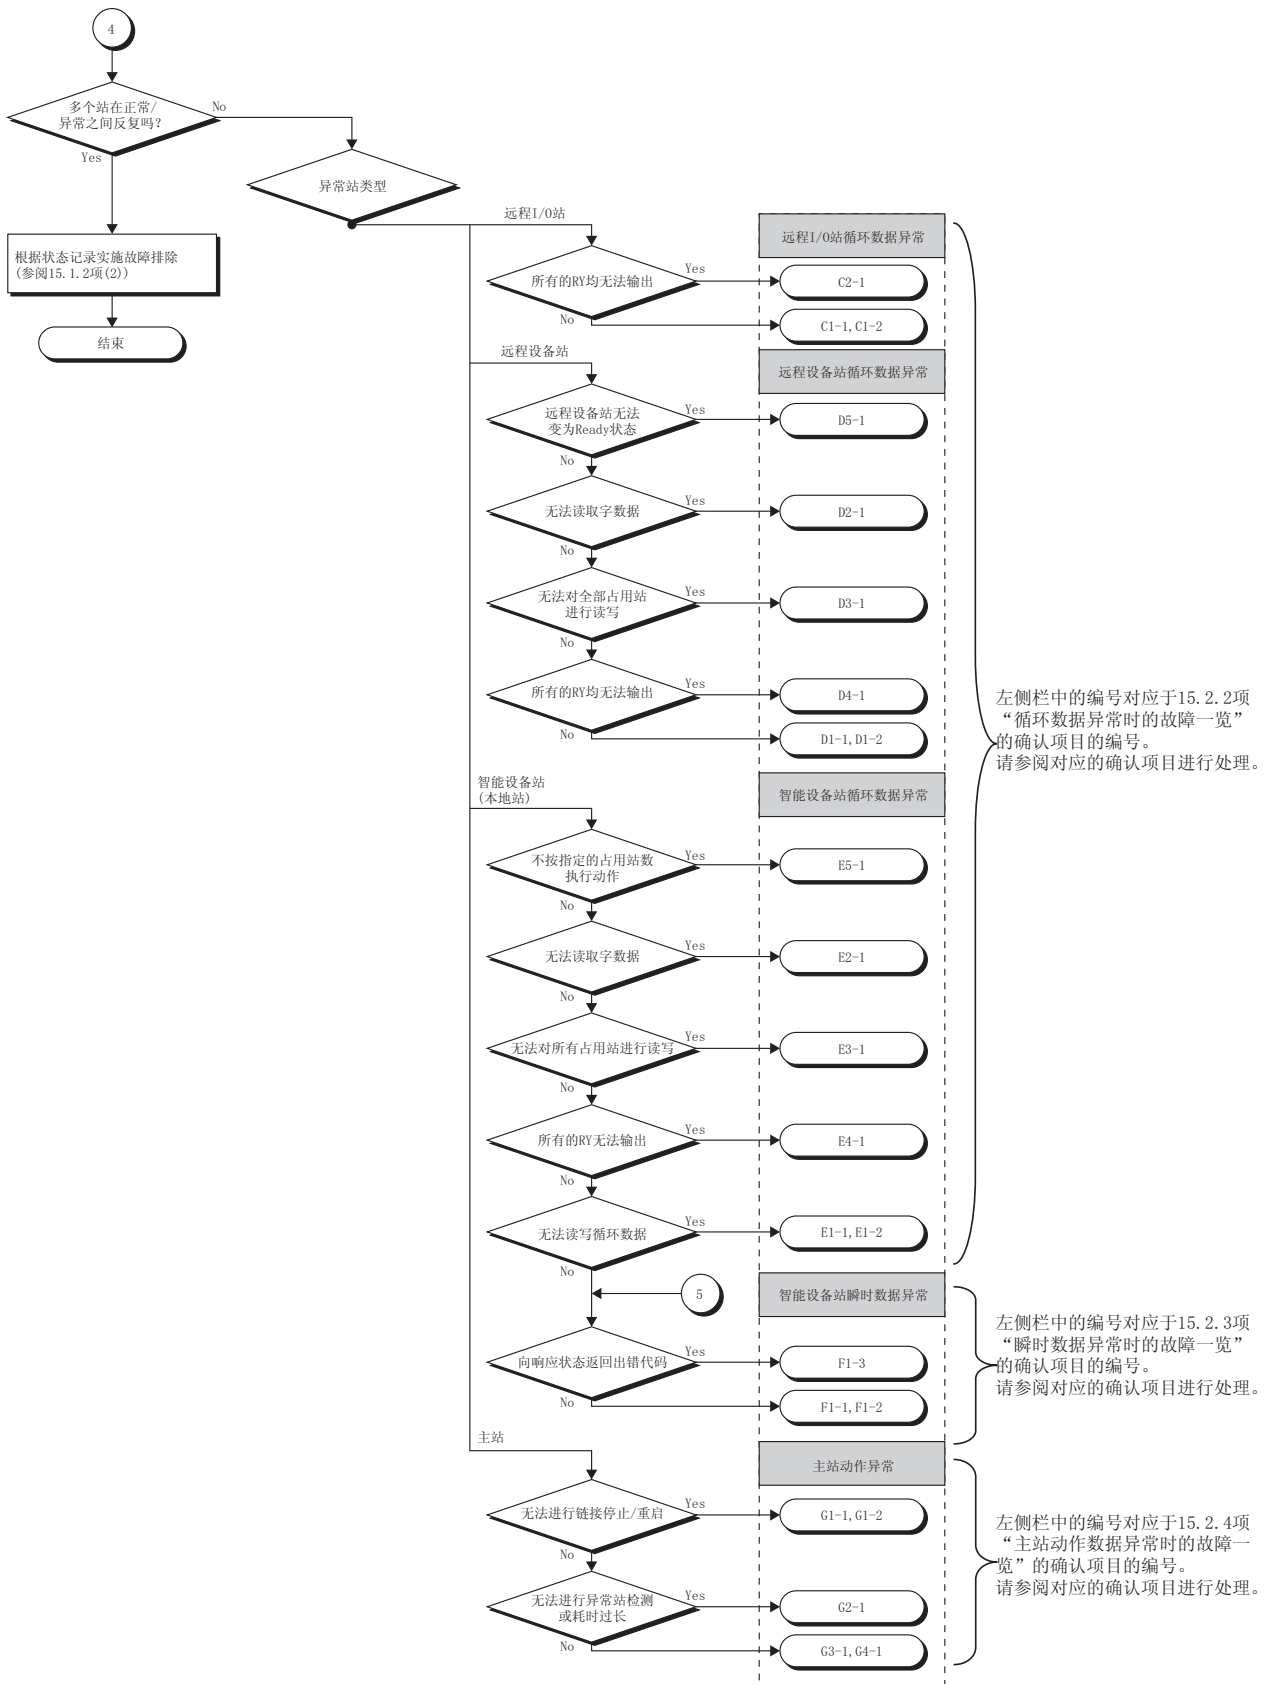 4
多个站在正常/
异常之间反复吗?
No
Yes
异常站类型
根据状态记录实施故障排除
(参阅15.1.2项(2))
结束
远程I/O站
远程I/O站循环数据异常
所有的RY均无法输出
Yes
C2-1
No
C1-1,C1-2
远程设备站
远程设备站循环数据异常
远程设备站无法
变为Ready状态
Yes
D5-1
No
无法读取字数据
Yes
D2-1
No
无法对全部占用站
进行读写
Yes
D3-1
No
所有的RY均无法输出
Yes
D4-1
No
D1-1,D1-2
左侧栏中的编号对应于15.2.2项
“循环数据异常时的故障一览”
的确认项目的编号。
请参阅对应的确认项目进行处理。
智能设备站
(本地站)
智能设备站循环数据异常
不按指定的占用站数
执行动作
Yes
E5-1
No
无法读取字数据
Yes
E2-1
No
无法对所有占用站进行读写
Yes
E3-1
No
所有的RY无法输出
Yes
E4-1
No
无法读写循环数据
Yes
E1-1,E1-2
No
5
智能设备站瞬时数据异常
向响应状态返回出错代码
Yes
F1-3
No
F1-1,F1-2
左侧栏中的编号对应于15.2.3项
“瞬时数据异常时的故障一览”
的确认项目的编号。
请参阅对应的确认项目进行处理。
主站
主站动作异常
无法进行链接停止/重启
Yes
G1-1,G1-2
No
无法进行异常站检测
或耗时过长
Yes
G2-1
No
G3-1,G4-1
左侧栏中的编号对应于15.2.4项
“主站动作数据异常时的故障一
览”的确认项目的编号。
请参阅对应的确认项目进行处理。